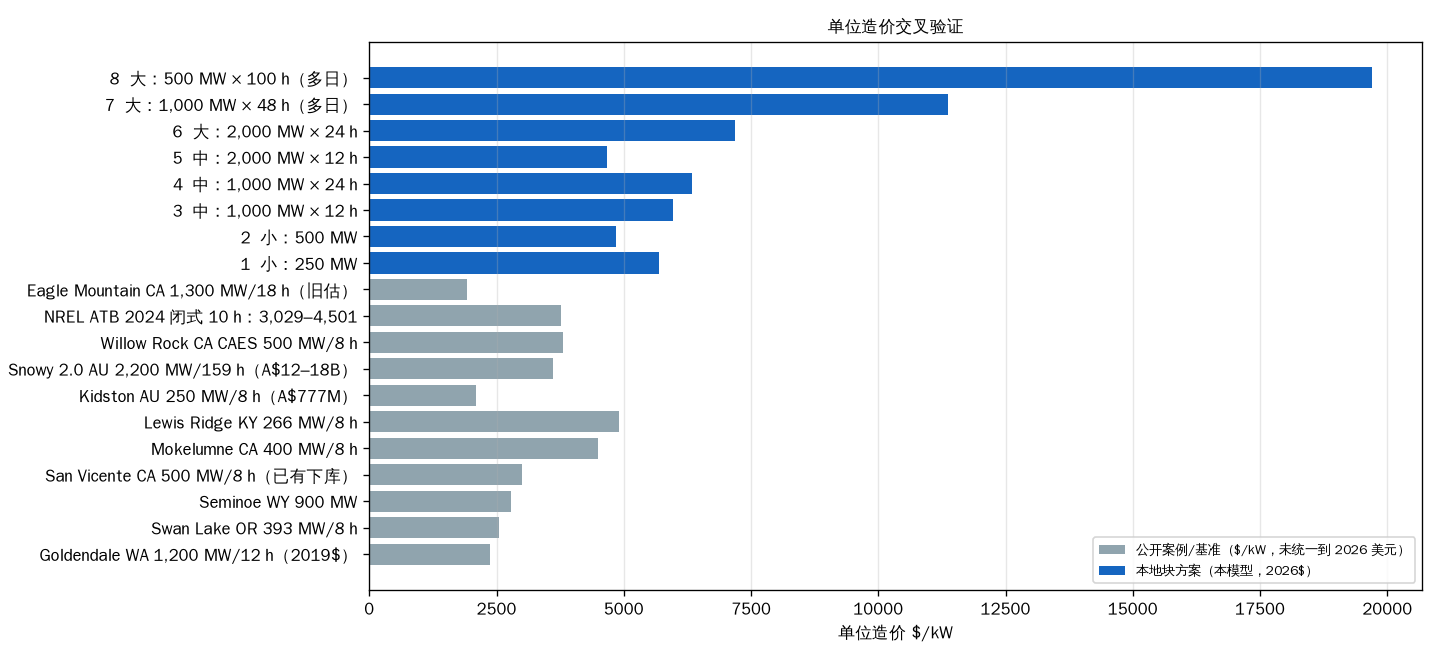 单位造价交叉验证
8 大：500 MW × 100 h（多日）
7 大：1,000 MW × 48 h（多日）
6 大：2,000 MW × 24 h
5 中：2,000 MW × 12 h
4 中：1,000 MW × 24 h
3 中：1,000 MW × 12 h
2 小：500 MW
1 小：250 MW
Eagle Mountain CA 1,300 MW/18 h（旧估）
NREL ATB 2024 闭式 10 h：3,029–4,501
Willow Rock CA CAES 500 MW/8 h
Snowy 2.0 AU 2,200 MW/159 h（A$12–18B）
Kidston AU 250 MW/8 h（A$777M）
Lewis Ridge KY 266 MW/8 h
Mokelumne CA 400 MW/8 h
San Vicente CA 500 MW/8 h（已有下库）
Seminoe WY 900 MW
Swan Lake OR 393 MW/8 h
Goldendale WA 1,200 MW/12 h（2019$）
公开案例/基准（$/kW，未统一到 2026 美元）
本地块方案（本模型，2026$）
0 2500 5000 7500 10000 12500 15000 17500 20000
单位造价 $/kW